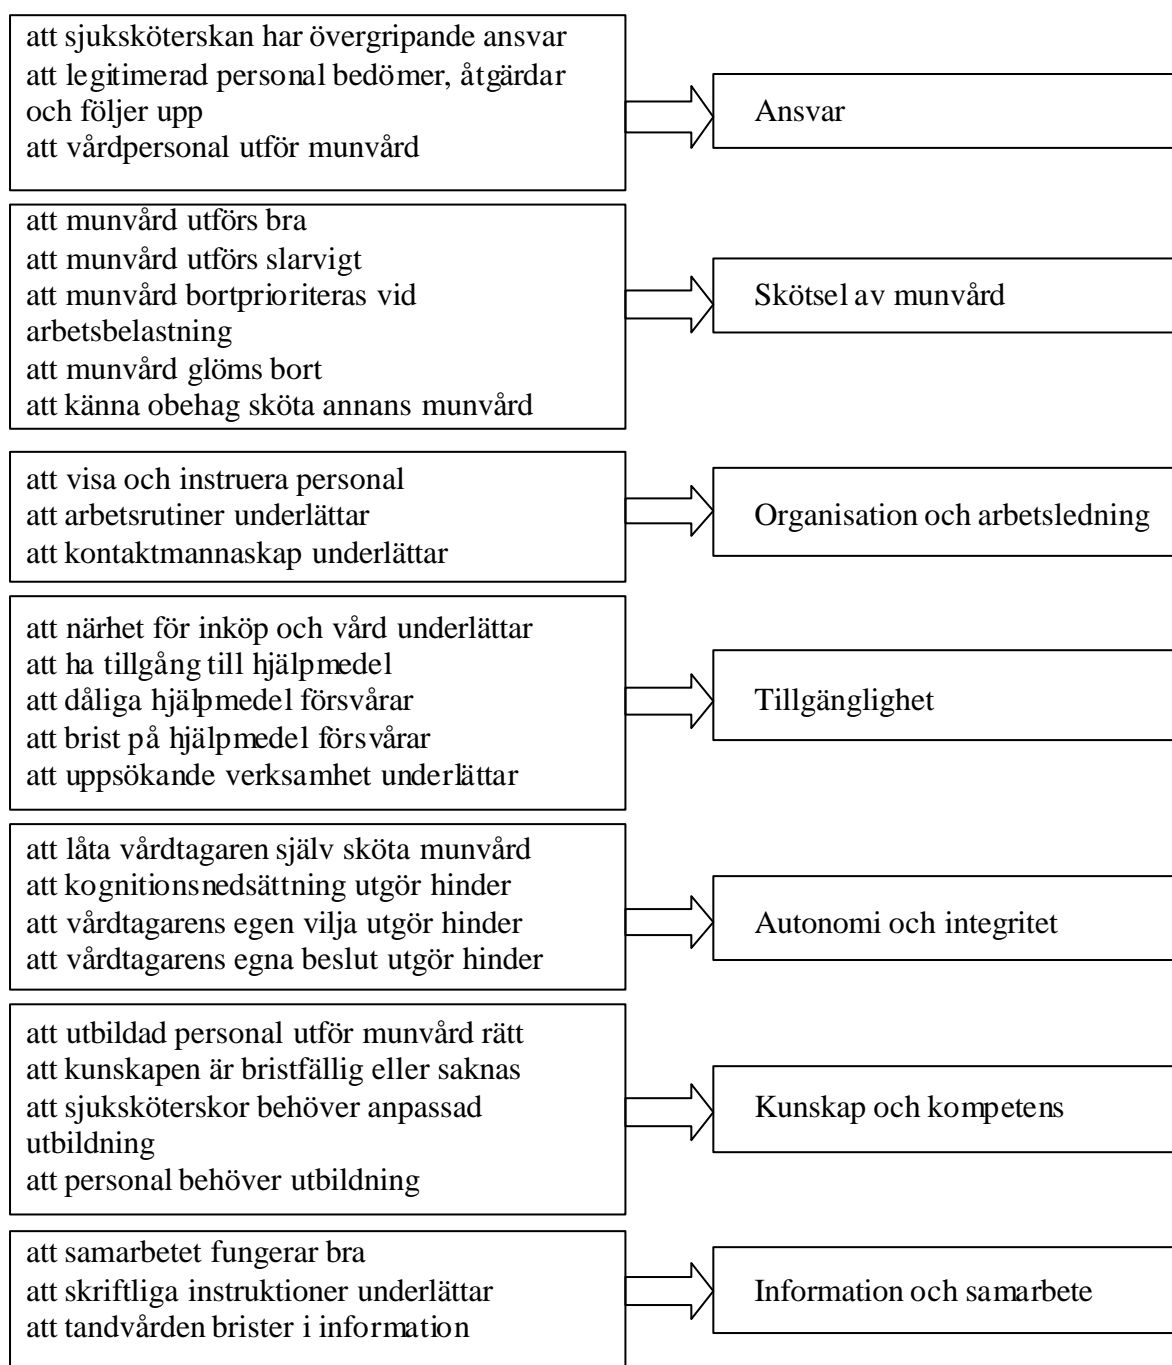 att sjuksköterskan har övergripande ansvar
att legitimerad personal bedömer, åtgärdar
och följer upp
att vårdpersonal utför munvård
Ansvar
att munvård utförs bra
att munvård utförs slarvigt
att munvård bortprioriteras vid
arbetsbelastning
att munvård glöms bort
att känna obehag sköta annans munvård
Skötsel av munvård
att visa och instruera personal
att arbetsrutiner underlättar
att kontaktmannaskap underlättar
Organisation och arbetsledning
att närhet för inköp och vård underlättar
att ha tillgång till hjälpmedel
att dåliga hjälpmedel försvårar
att brist på hjälpmedel försvårar
att uppsökande verksamhet underlättar
Tillgänglighet
att låta vårdtagaren själv sköta munvård
att kognitionsnedsättning utgör hinder
att vårdtagarens egen vilja utgör hinder
att vårdtagarens egna beslut utgör hinder
Autonomi och integritet
att utbildad personal utför munvård rätt
att kunskapen är bristfällig eller saknas
att sjuksköterskor behöver anpassad
utbildning
att personal behöver utbildning
Kunskap och kompetens
att samarbetet fungerar bra
att skriftliga instruktioner underlättar
att tandvården brister i information
Information och samarbete